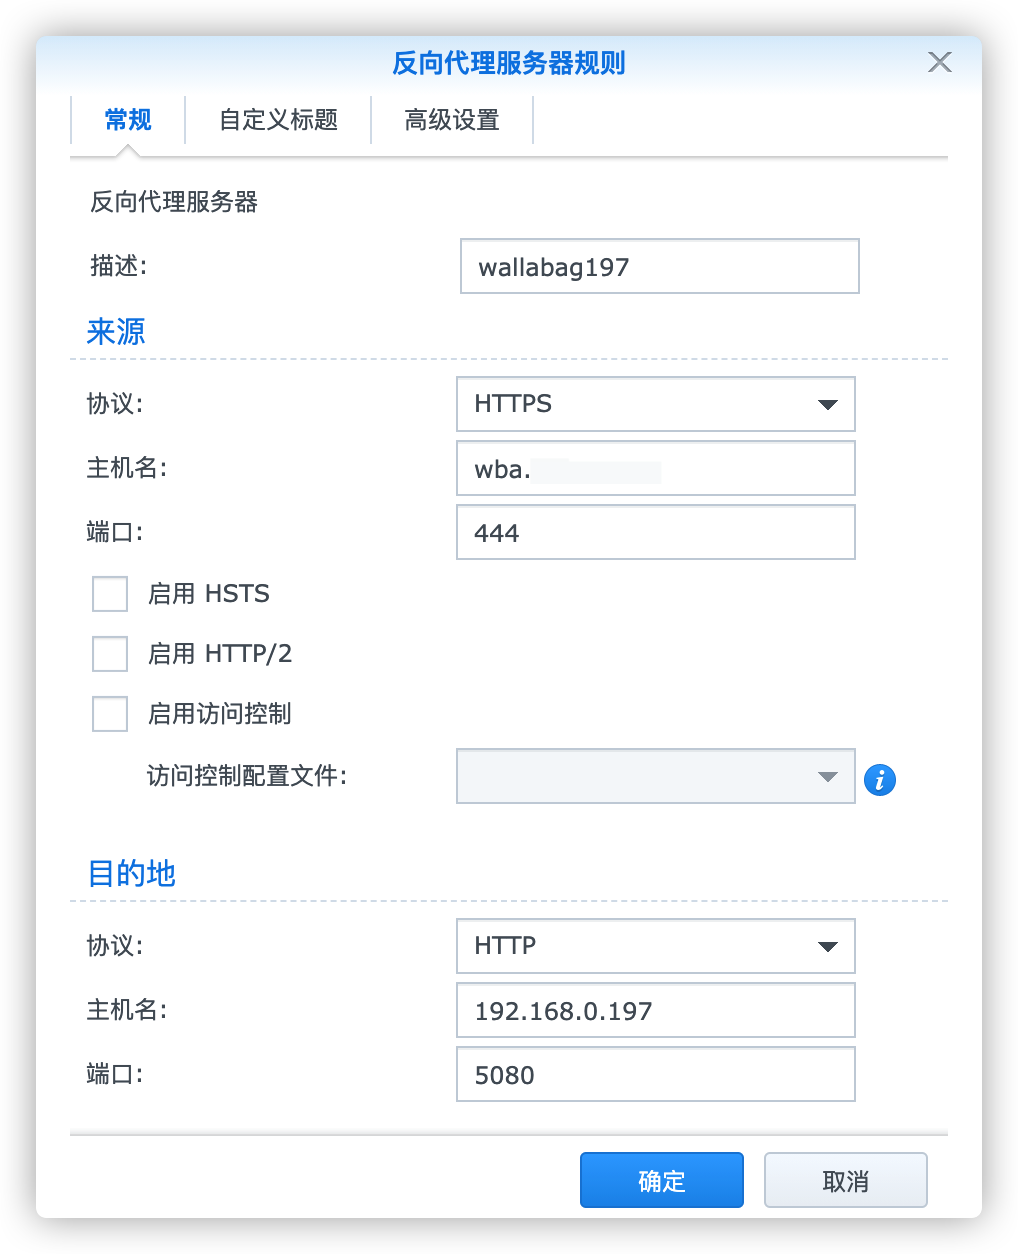 反向代理服务器规则
常规 自定义标题 高级设置
反向代理服务器
描述: wallabag197
来源
协议: HTTPS
主机名: wba.
端口: 444
启用 HSTS
启用 HTTP/2
启用访问控制
访问控制配置文件:
目的地
协议: HTTP
主机名: 192.168.0.197
端口: 5080
确定 取消